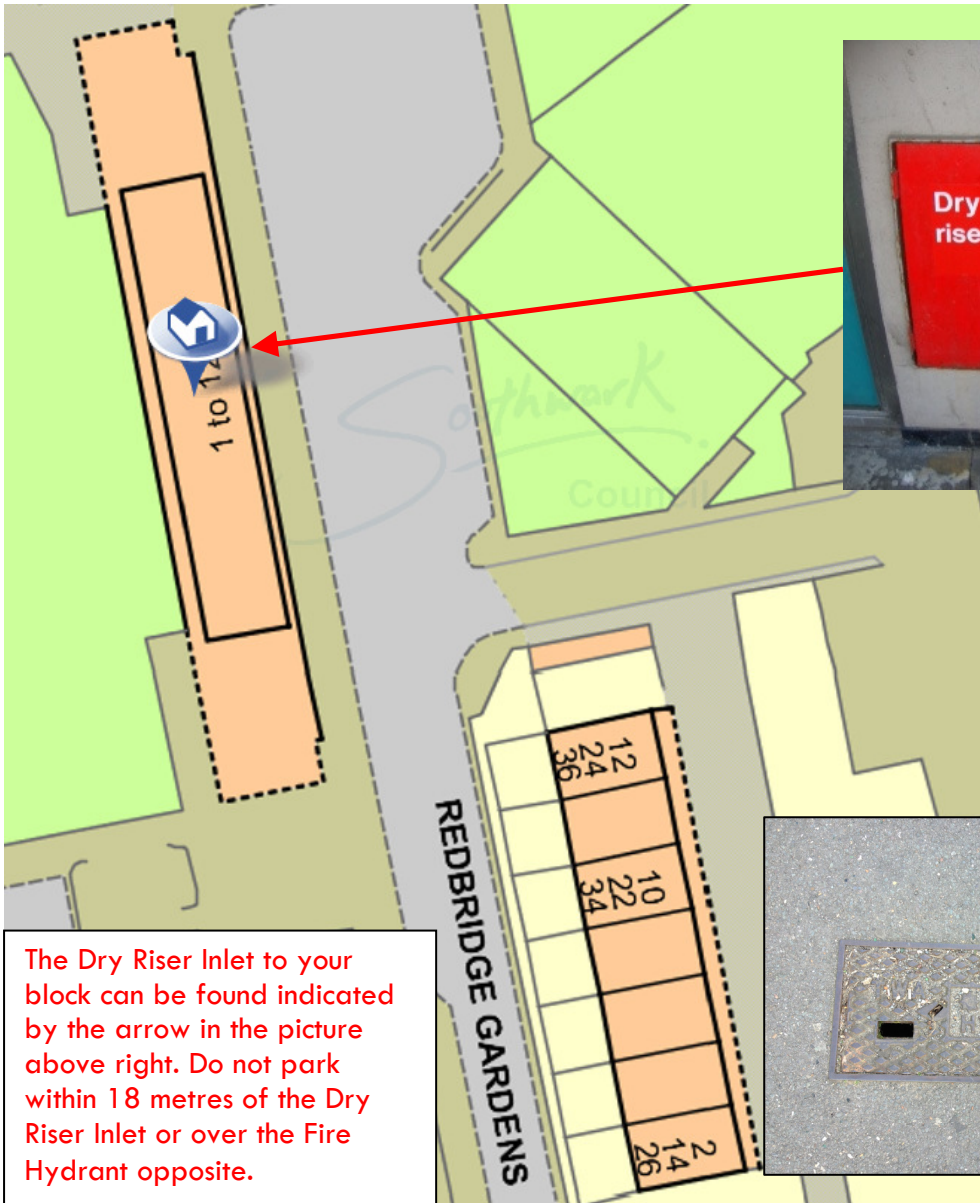 Dry
rise
1 to 12
Southwark
Council
12
24
36
10
22
34
REDBRIDGE GARDENS
2
14
26
The Dry Riser Inlet to your
block can be found indicated
by the arrow in the picture
above right. Do not park
within 18 metres of the Dry
Riser Inlet or over the Fire
Hydrant opposite.